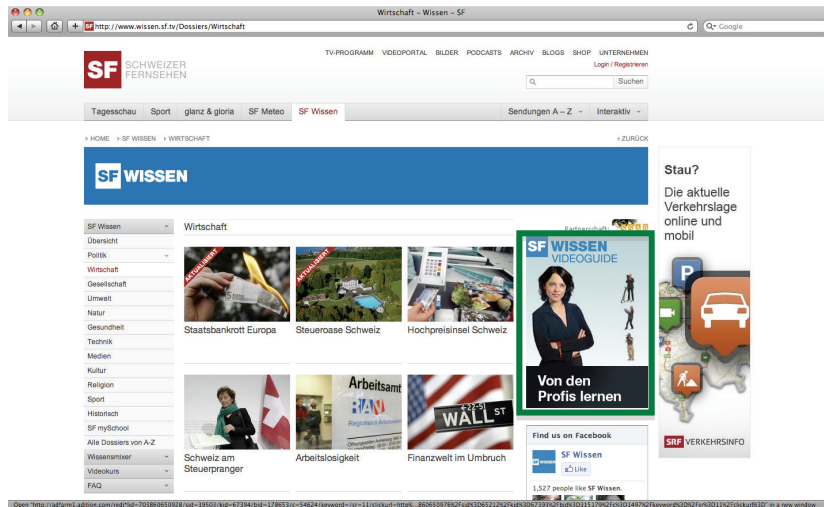 Wirtschaft – Wissen – SF
SF http://www.wissen.sf.tv/Dossiers/Wirtschaft
Google
TV-PROGRAMM VIDEOPORTAL BILDER PODCASTS ARCHIV BLOGS SHOP UNTERNEHMEN
Login / Registrieren
SF SCHWEIZER
FERNSEHEN
Suchen
Tagesschau Sport glanz & gloria SF Meteo SF Wissen Sendungen A – Z Interaktiv
HOME SF WISSEN WIRTSCHAFT ZURÜCK
SF WISSEN
Stau?
Die aktuelle
Verkehrslage
online und
mobil
P
SRF VERKEHRSINFO
SF Wissen
Übersicht
Politik
Wirtschaft
Gesellschaft
Umwelt
Natur
Gesundheit
Technik
Medien
Kultur
Religion
Sport
Historisch
SF mySchool
Alle Dossiers von A-Z
Wissensmixer
Videokurs
FAQ
Wirtschaft
Partnerschaft:
AKTUALISIERT
AKTUALISIERT
Staatsbankrott Europa
Steueroase Schweiz
Hochpreisinsel Schweiz
Schweiz am
Steuerpranger
Arbeitsamt
RAV
Arbeitslosigkeit
22-51
WALL ST
Finanzwelt im Umbruch
SF WISSEN
VIDEOGUIDE
Von den
Profis lernen
Find us on Facebook
SF Wissen
Like
1,527 people like SF Wissen.